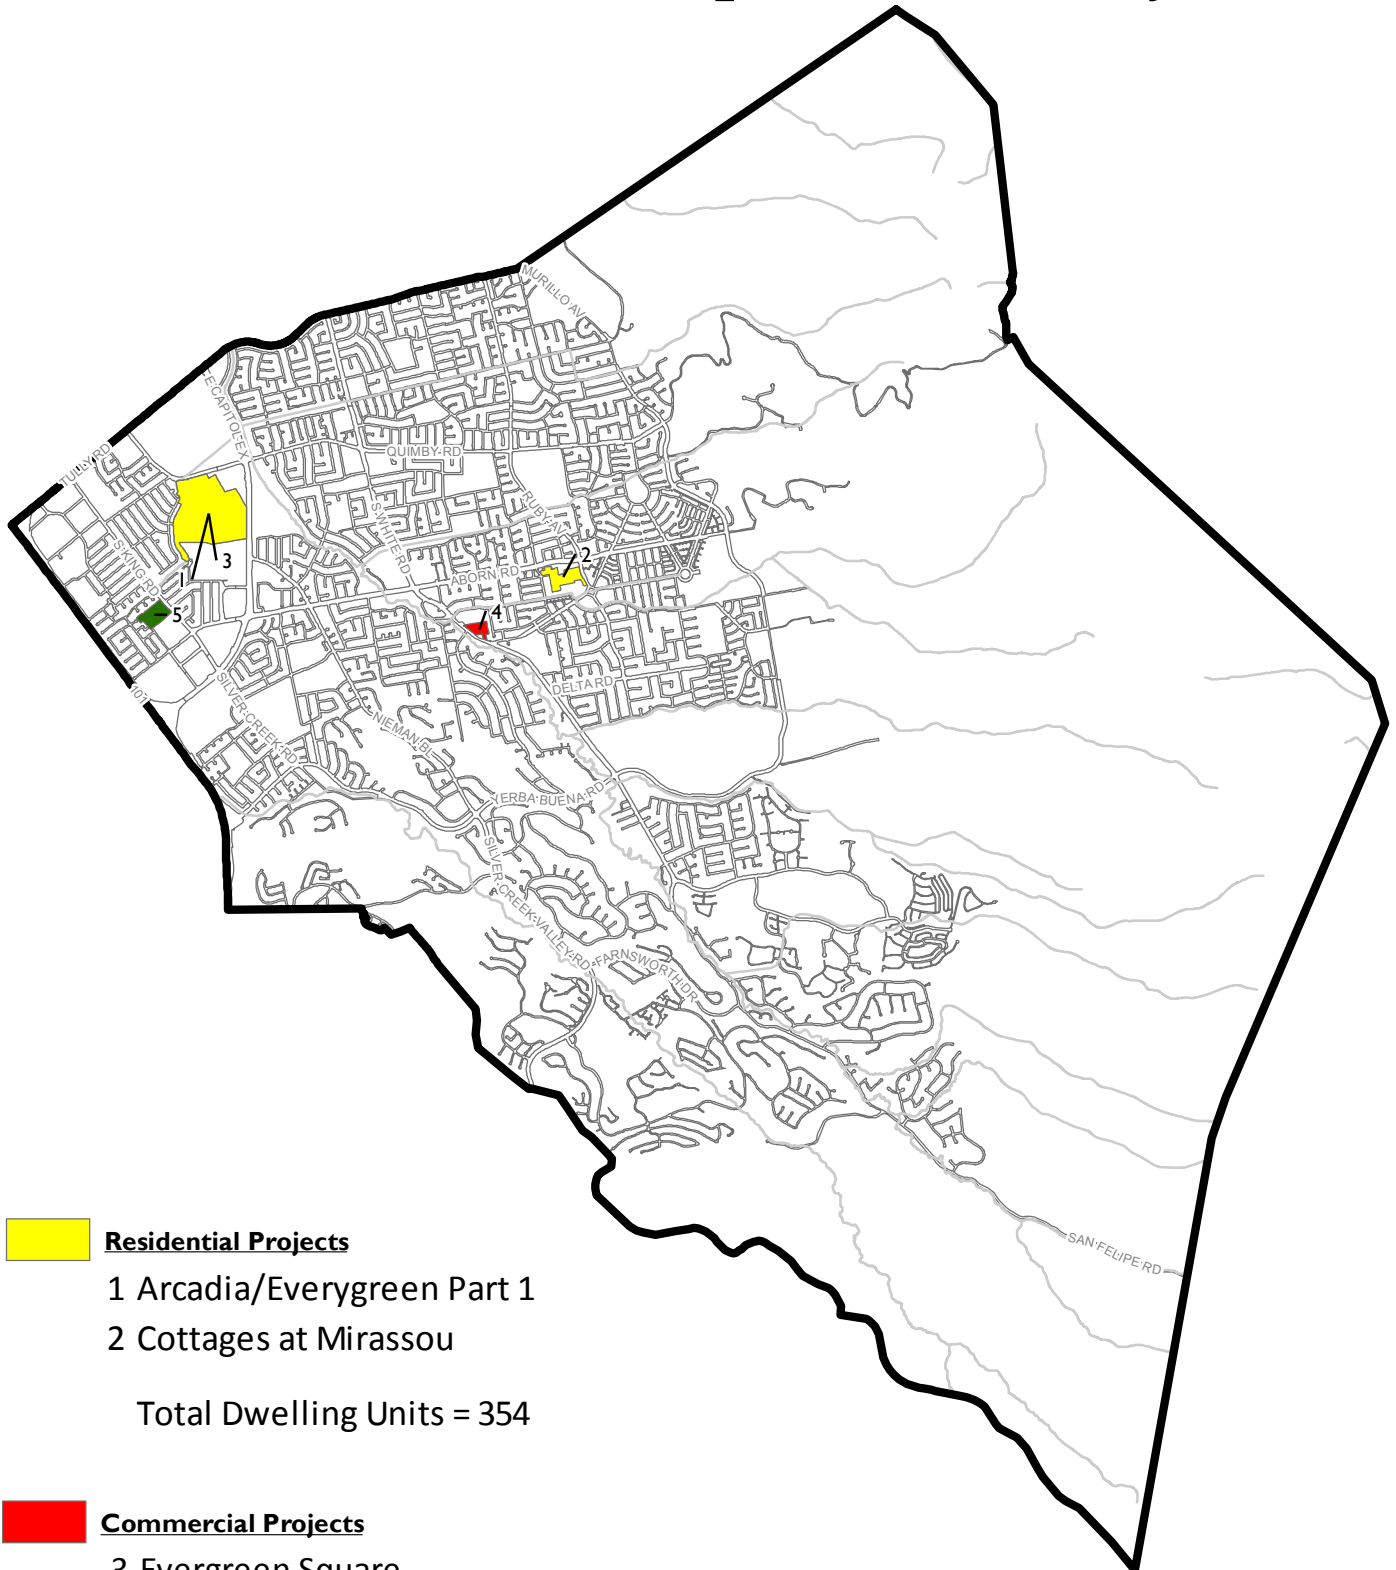 MURILLO AV
E CAPITOL EX
TULLY RD
QUIMBY RD
S WHITE RD
RUBY AV
S KING RD
3
2
1
ABORN RD
5
4
DELTA RD
101
SILVER CREEK RD
NIEMAN BL
YERBA BUENA RD
SILVER CREEK VALLEY RD
FARNSWORTH DR
SAN FELIPE RD
Residential Projects
1 Arcadia/Everygreen Part 1
2 Cottages at Mirassou
Total Dwelling Units = 354
Commercial Projects
3 Evergreen Square